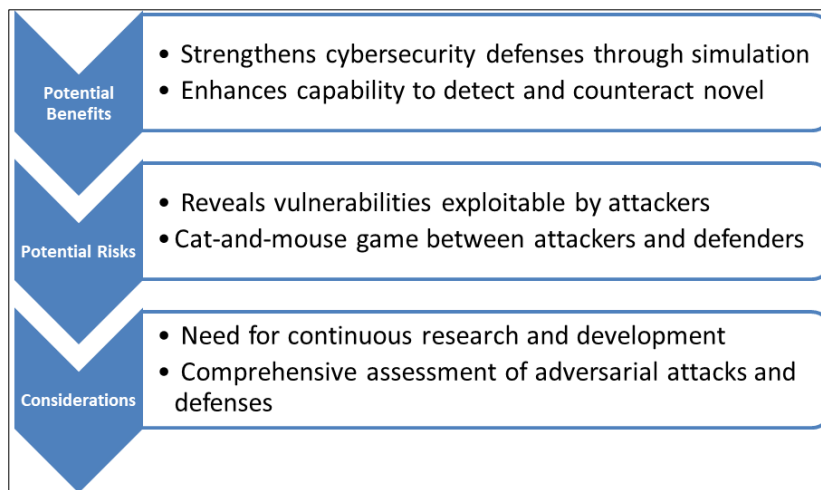 Potential
Benefits
• Strengthens cybersecurity defenses through simulation
• Enhances capability to detect and counteract novel
Potential Risks
• Reveals vulnerabilities exploitable by attackers
•Cat-and-mouse game between attackers and defenders
Considerations
• Need for continuous research and development
• Comprehensive assessment of adversarial attacks and
defenses